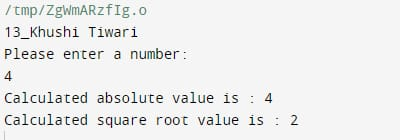 /tmp/ZgWmARzfIg.o
13_Khushi Tiwari
Please enter a number:
4
Calculated absolute value is : 4
Calculated square root value is : 2